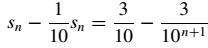 $s_n - \frac{1}{10}s_n = \frac{3}{10} - \frac{3}{10^{n+1}}$